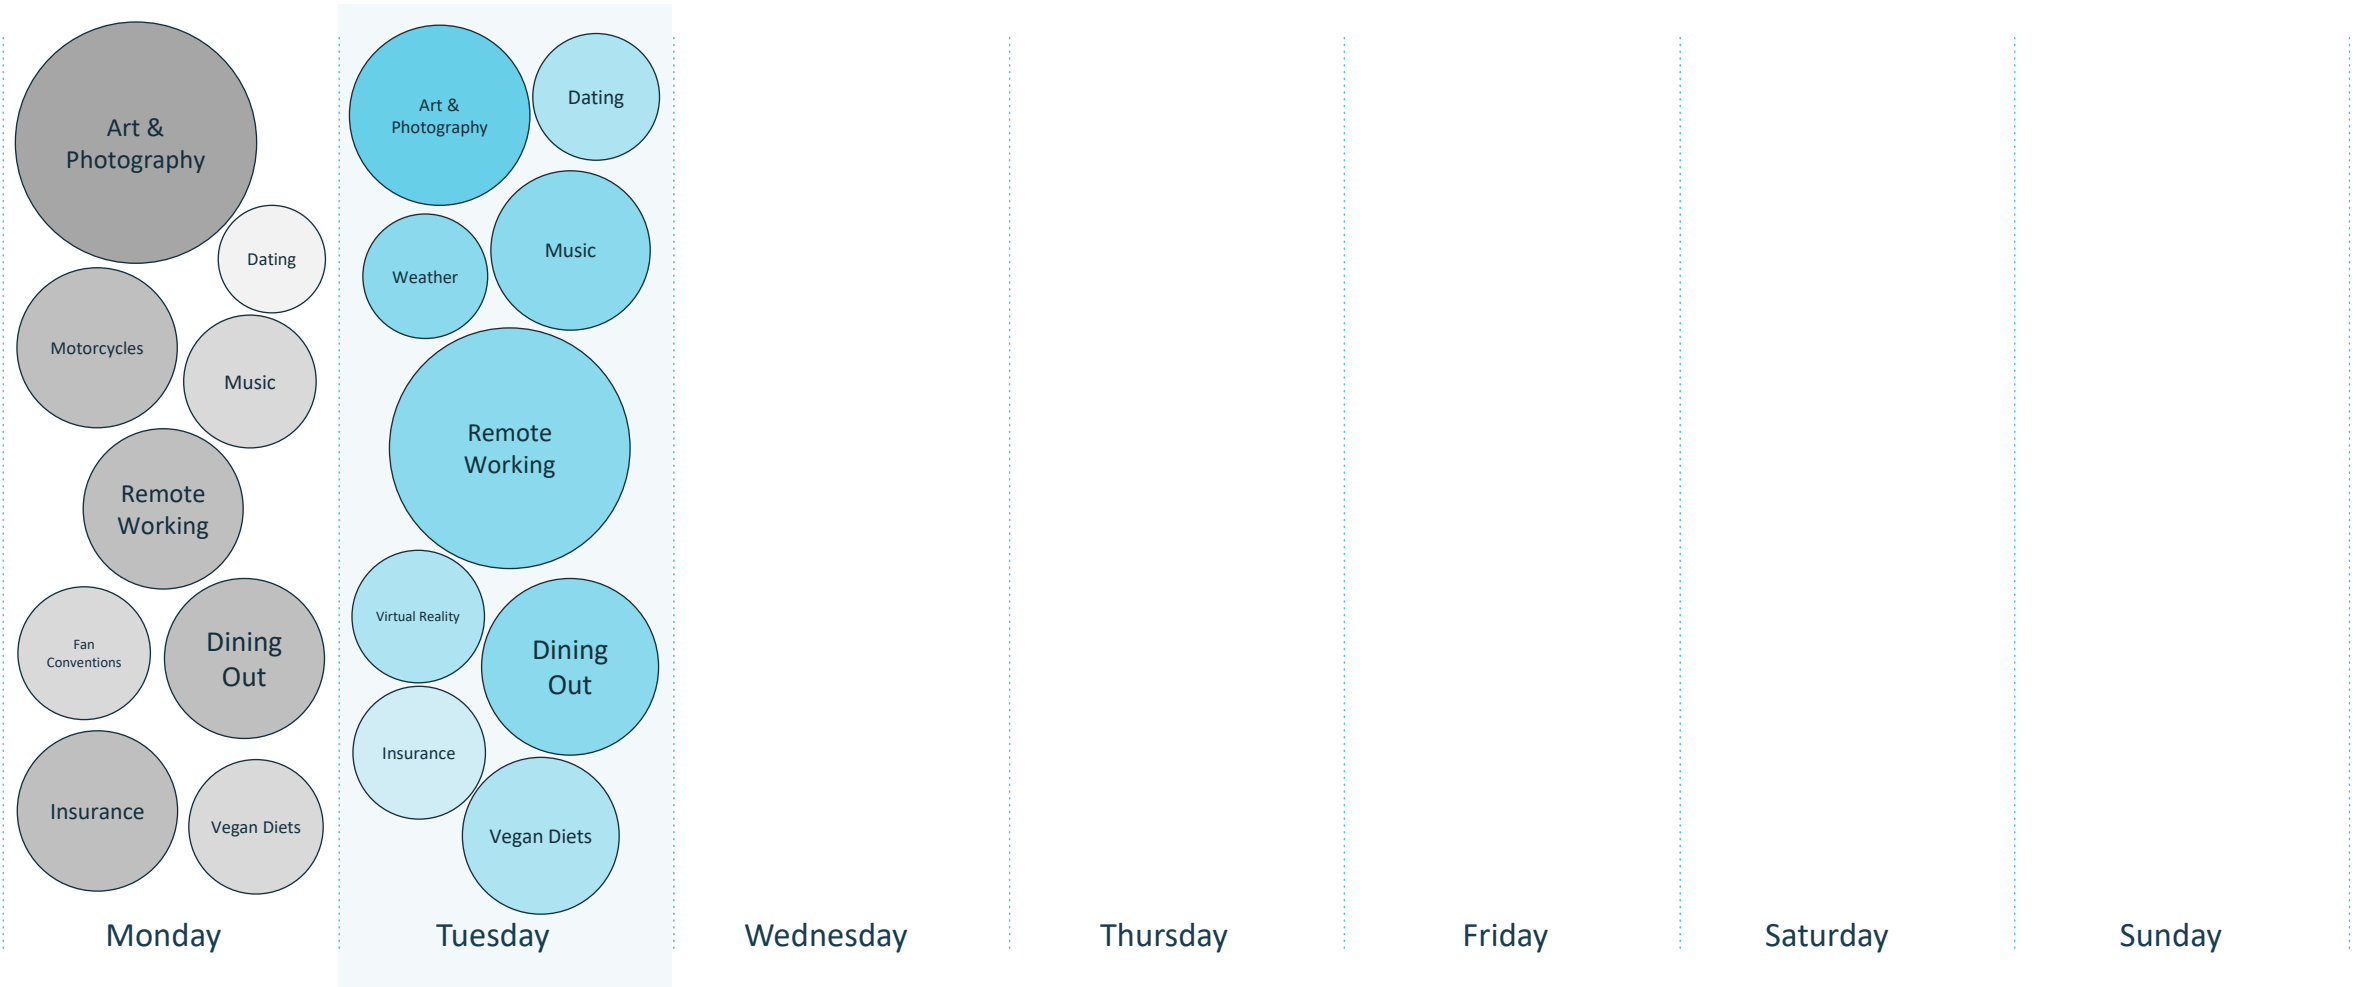 Art &
Photography
Dating
Motorcycles
Music
Remote
Working
Fan
Conventions
Dining
Out
Insurance
Vegan Diets
Art &
Photography
Dating
Weather
Music
Remote
Working
Virtual Reality
Dining
Out
Insurance
Vegan Diets
Monday
Tuesday
Wednesday
Thursday
Friday
Saturday
Sunday